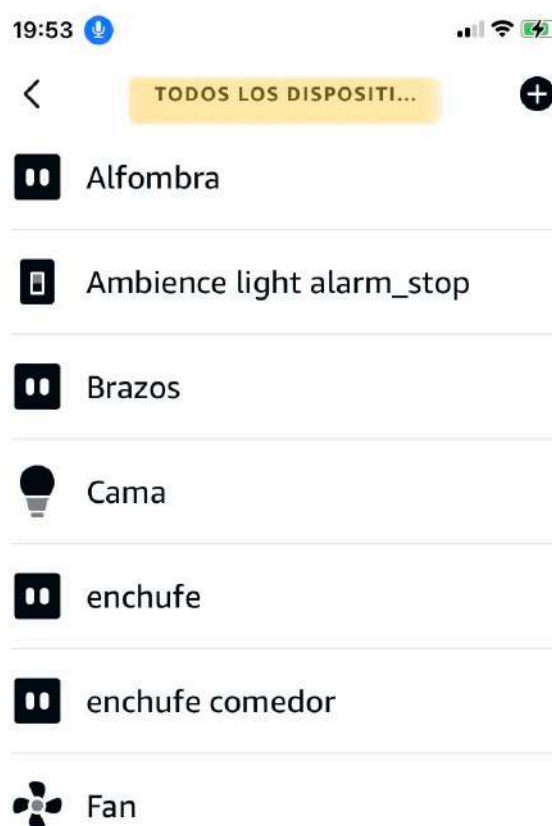 19:53
TODOS LOS DISPOSITI...
Alfombra
Ambience light alarm_stop
Brazos
Cama
enchufe
enchufe comedor
Fan